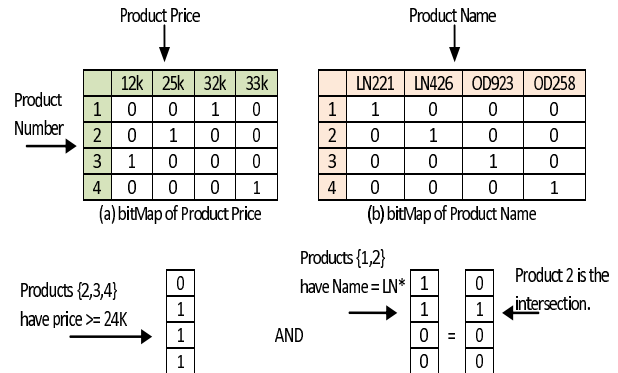 Product Price
Product Name
12k 25k 32k 33k
1 0 0 1 0
2 0 1 0 0
3 1 0 0 0
4 0 0 0 1
Product
Number
(a) bitMap of Product Price
LN221 LN426 OD923 OD258
1 1 0 0 0
2 0 1 0 0
3 0 0 1 0
4 0 0 0 1
(b) bitMap of Product Name
Products {2,3,4}
have price >= 24K
0
1
1
1
AND
Products {1,2}
have Name = LN*
1
1
0
0
=
0
1
0
0
Product 2 is the
intersection.